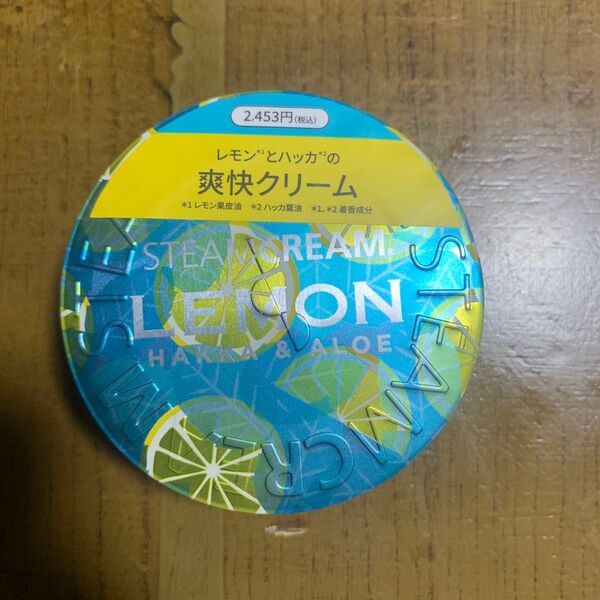 2,453円(税込)
レモン*1とハッカ*2の
爽快クリーム
*1 レモン果皮油 *2 ハッカ葉油 *1、*2 着香成分
STEAMCREAM®
LEMON
HAKKA & ALOE
STEAMCREAM STEAMCREAM